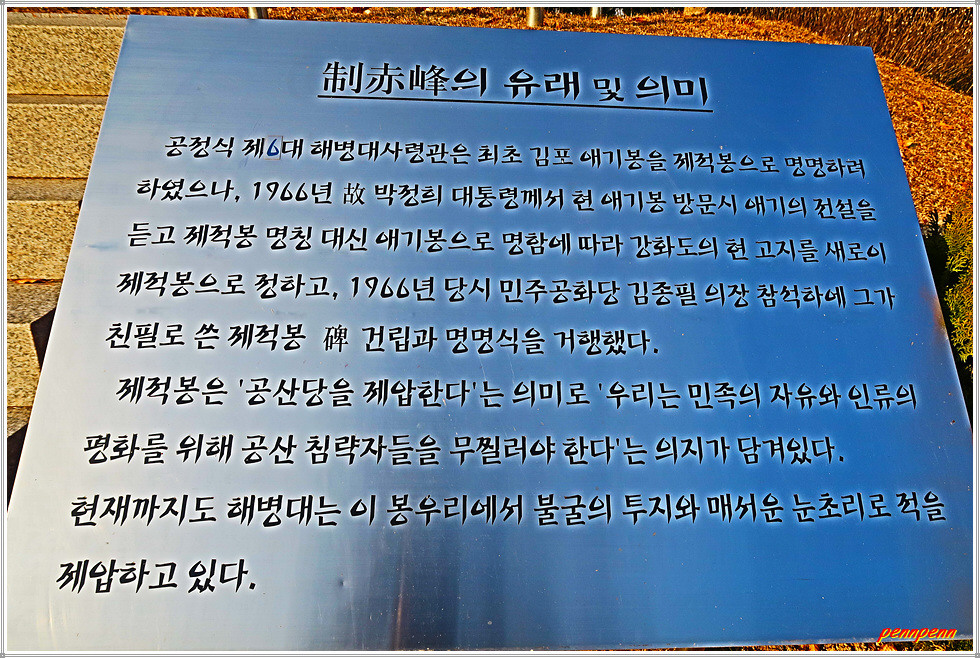 制赤峰의 유래 및 의미
공정식 제6대 해병대사령관은 최초 김포 애기봉을 제적봉으로 명명하려
하였으나, 1966년 故 박정희 대통령께서 현 애기봉 방문시 애기의 전설을
듣고 제적봉 명칭 대신 애기봉으로 명함에 따라 강화도의 현 고지를 새로이
제적봉으로 정하고, 1966년 당시 민주공화당 김종필 의장 참석하에 그가
친필로 쓴 제적봉 碑 건립과 명명식을 거행했다.
제적봉은 '공산당을 제압한다'는 의미로 '우리는 민족의 자유와 인류의
평화를 위해 공산 침략자들을 무찔러야 한다'는 의지가 담겨있다.
현재까지도 해병대는 이 봉우리에서 불굴의 투지와 매서운 눈초리로 적을
제압하고 있다.
pennpenn